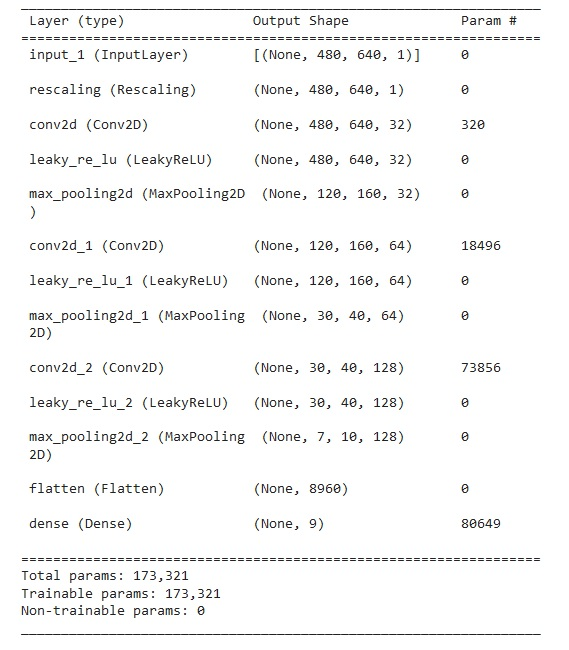 Layer (type) Output Shape Param #
input_1 (InputLayer) [(None, 480, 640, 1)] 0
rescaling (Rescaling) (None, 480, 640, 1) 0
conv2d (Conv2D) (None, 480, 640, 32) 320
leaky_re_lu (LeakyReLU) (None, 480, 640, 32) 0
max_pooling2d (MaxPooling2D (None, 120, 160, 32) 0
)
conv2d_1 (Conv2D) (None, 120, 160, 64) 18496
leaky_re_lu_1 (LeakyReLU) (None, 120, 160, 64) 0
max_pooling2d_1 (MaxPooling (None, 30, 40, 64) 0
2D)
conv2d_2 (Conv2D) (None, 30, 40, 128) 73856
leaky_re_lu_2 (LeakyReLU) (None, 30, 40, 128) 0
max_pooling2d_2 (MaxPooling (None, 7, 10, 128) 0
2D)
flatten (Flatten) (None, 8960) 0
dense (Dense) (None, 9) 80649
Total params: 173,321
Trainable params: 173,321
Non-trainable params: 0